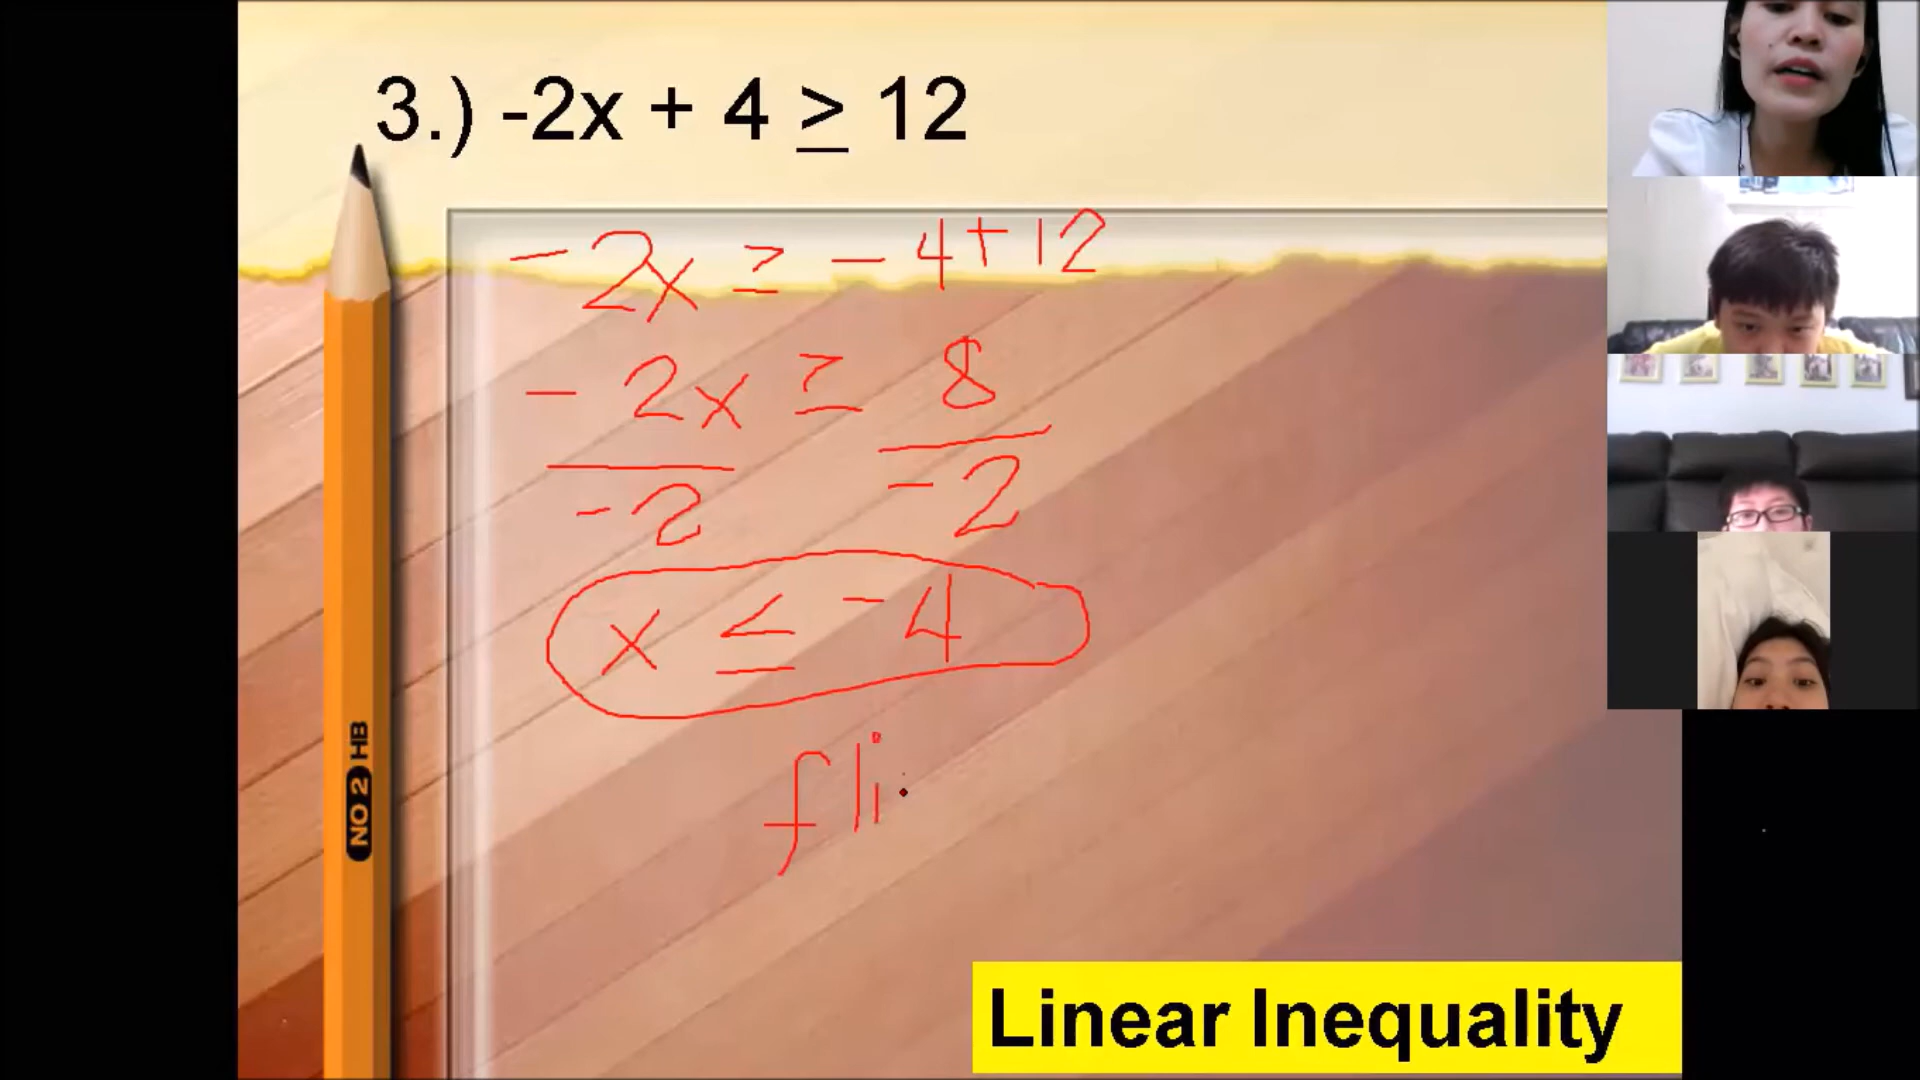 3.) -2x + 4 ≥ 12
- 2x ≥ - 4 + 12
- 2x ≥ 8
-2 -2
x ≤ -4
fli
NO 2 HB
Linear Inequality